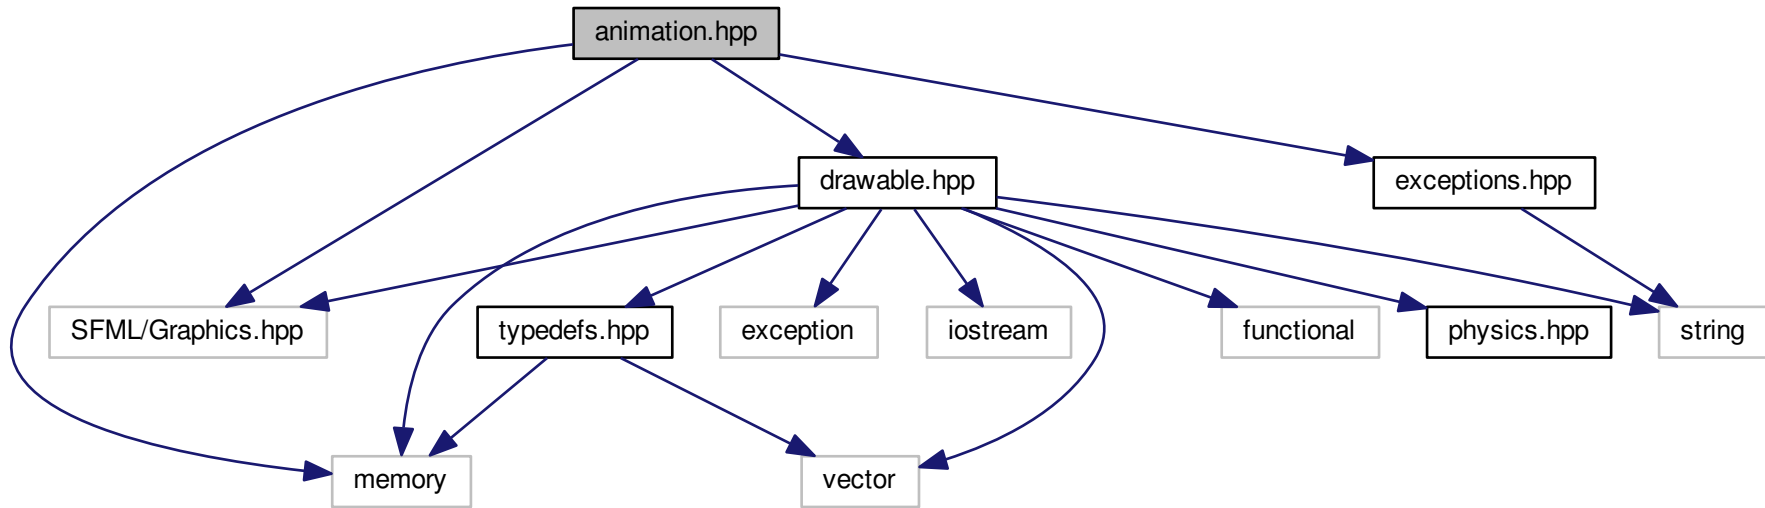 animation.hpp
drawable.hpp
exceptions.hpp
SFML/Graphics.hpp
typedefs.hpp
exception
iostream
functional
physics.hpp
string
memory
vector